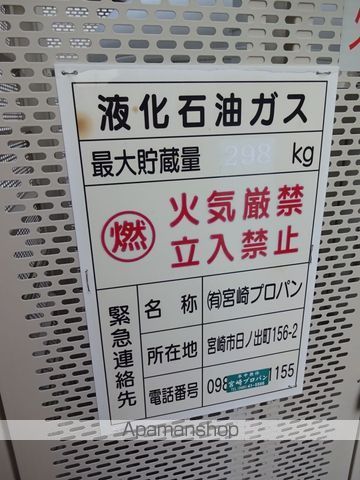 液化石油ガス
最大貯蔵量 298 kg
燃
火気厳禁
立入禁止
緊急連絡先
名称 (有)宮崎プロパン
所在地 宮崎市日ノ出町156-2
電話番号 098 155
宮崎プロパン
Apamanshop